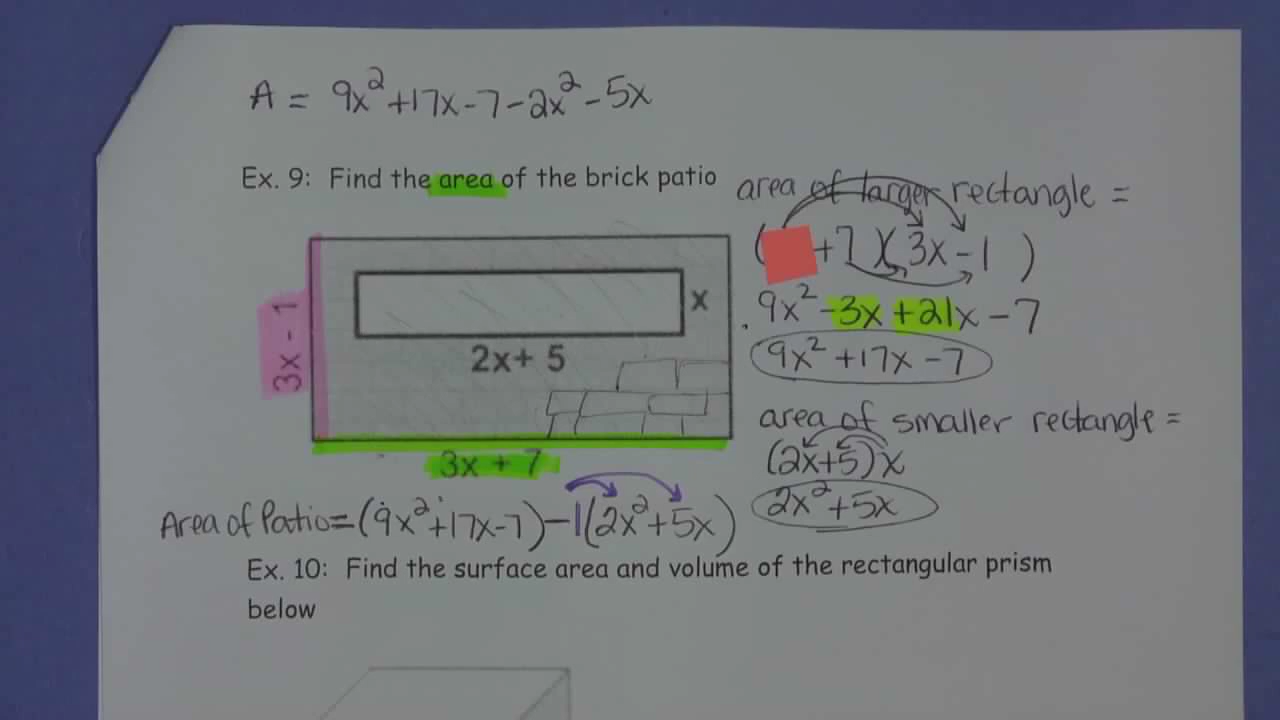 A = 9x² + 17x - 7 - 2x² - 5x
Ex. 9: Find the area of the brick patio
area of larger rectangle =
( +7)(3x - 1)
9x² - 3x + 21x - 7
9x² + 17x - 7
3x - 1
x
2x+ 5
3x + 7
area of smaller rectangle =
(2x+5)x
2x² + 5x
Area of Patio = (9x² + 17x - 7) - 1(2x² + 5x)
Ex. 10: Find the surface area and volume of the rectangular prism
below